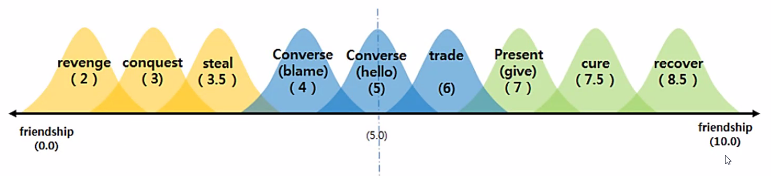 revenge
( 2 )
conquest
( 3)
steal
( 3.5 )
Converse
(blame)
( 4 )
Converse
(hello)
(5)
trade
(6)
Present
(give)
( 7 )
cure
( 7.5 )
recover
( 8.5 )
friendship
(0.0)
(5.0)
friendship
(10.0)